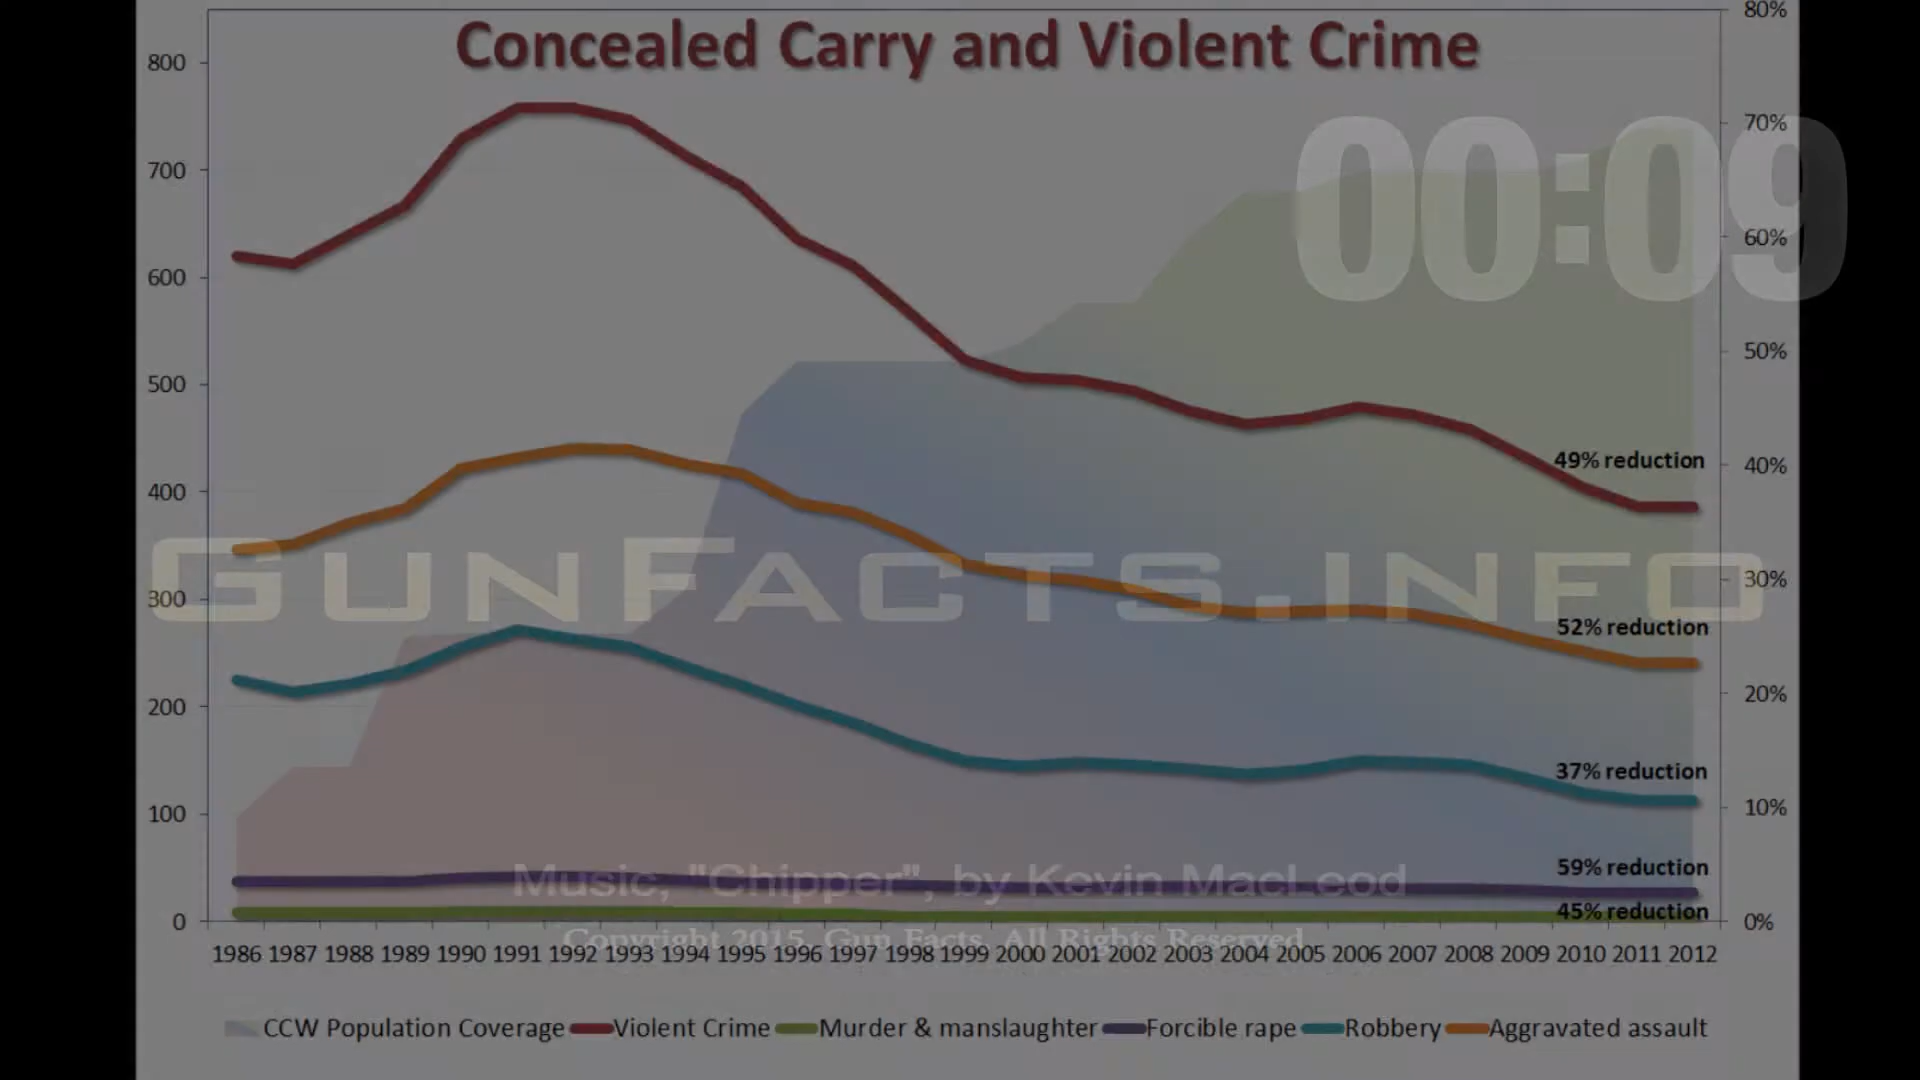 Concealed Carry and Violent Crime
80%
800
70%
00:09
700
60%
600
50%
500
49% reduction
40%
400
GUNFACTS.INFO
30%
300
52% reduction
200
20%
37% reduction
100
10%
59% reduction
Music, "Chipper", by Kevin MacLeod
45% reduction
0
0%
Copyright 2015, Gun Facts, All Rights Reserved
1986 1987 1988 1989 1990 1991 1992 1993 1994 1995 1996 1997 1998 1999 2000 2001 2002 2003 2004 2005 2006 2007 2008 2009 2010 2011 2012
CCW Population Coverage Violent Crime Murder & manslaughter Forcible rape Robbery Aggravated assault